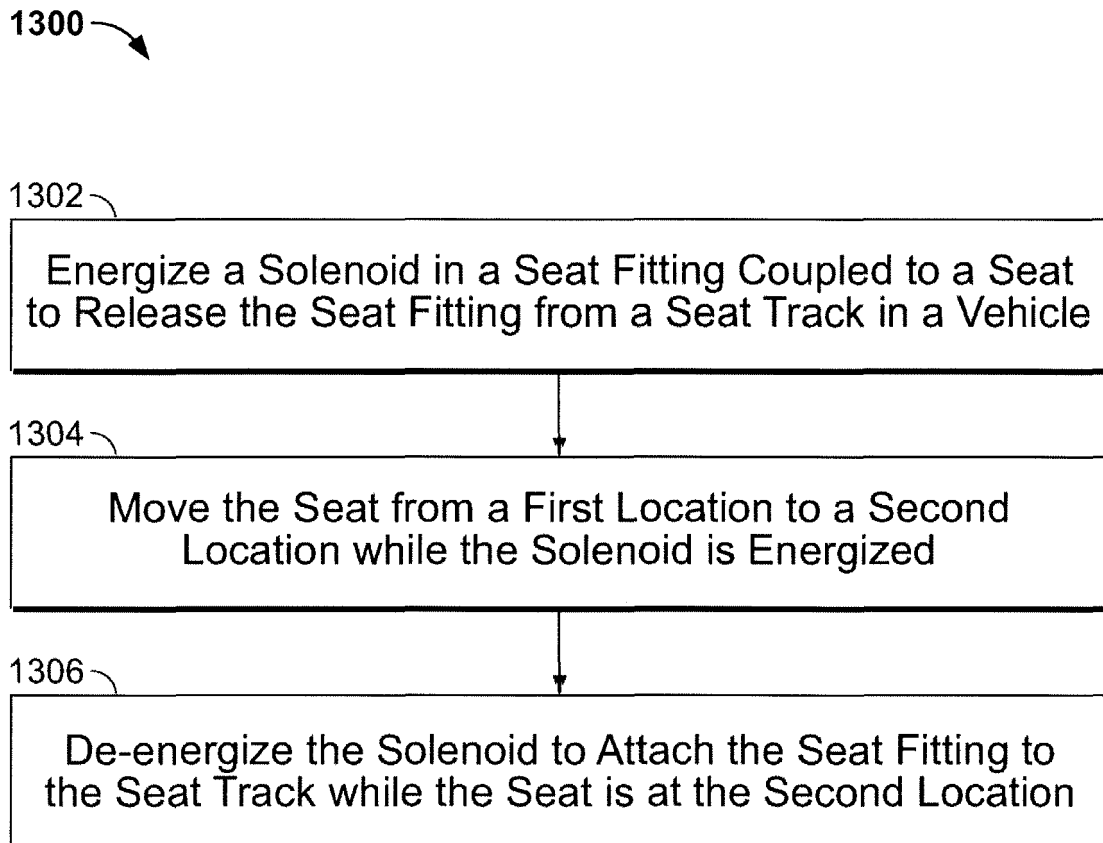 1300
1302
Energize a Solenoid in a Seat Fitting Coupled to a Seat
to Release the Seat Fitting from a Seat Track in a Vehicle
1304
Move the Seat from a First Location to a Second
Location while the Solenoid is Energized
1306
De-energize the Solenoid to Attach the Seat Fitting to
the Seat Track while the Seat is at the Second Location